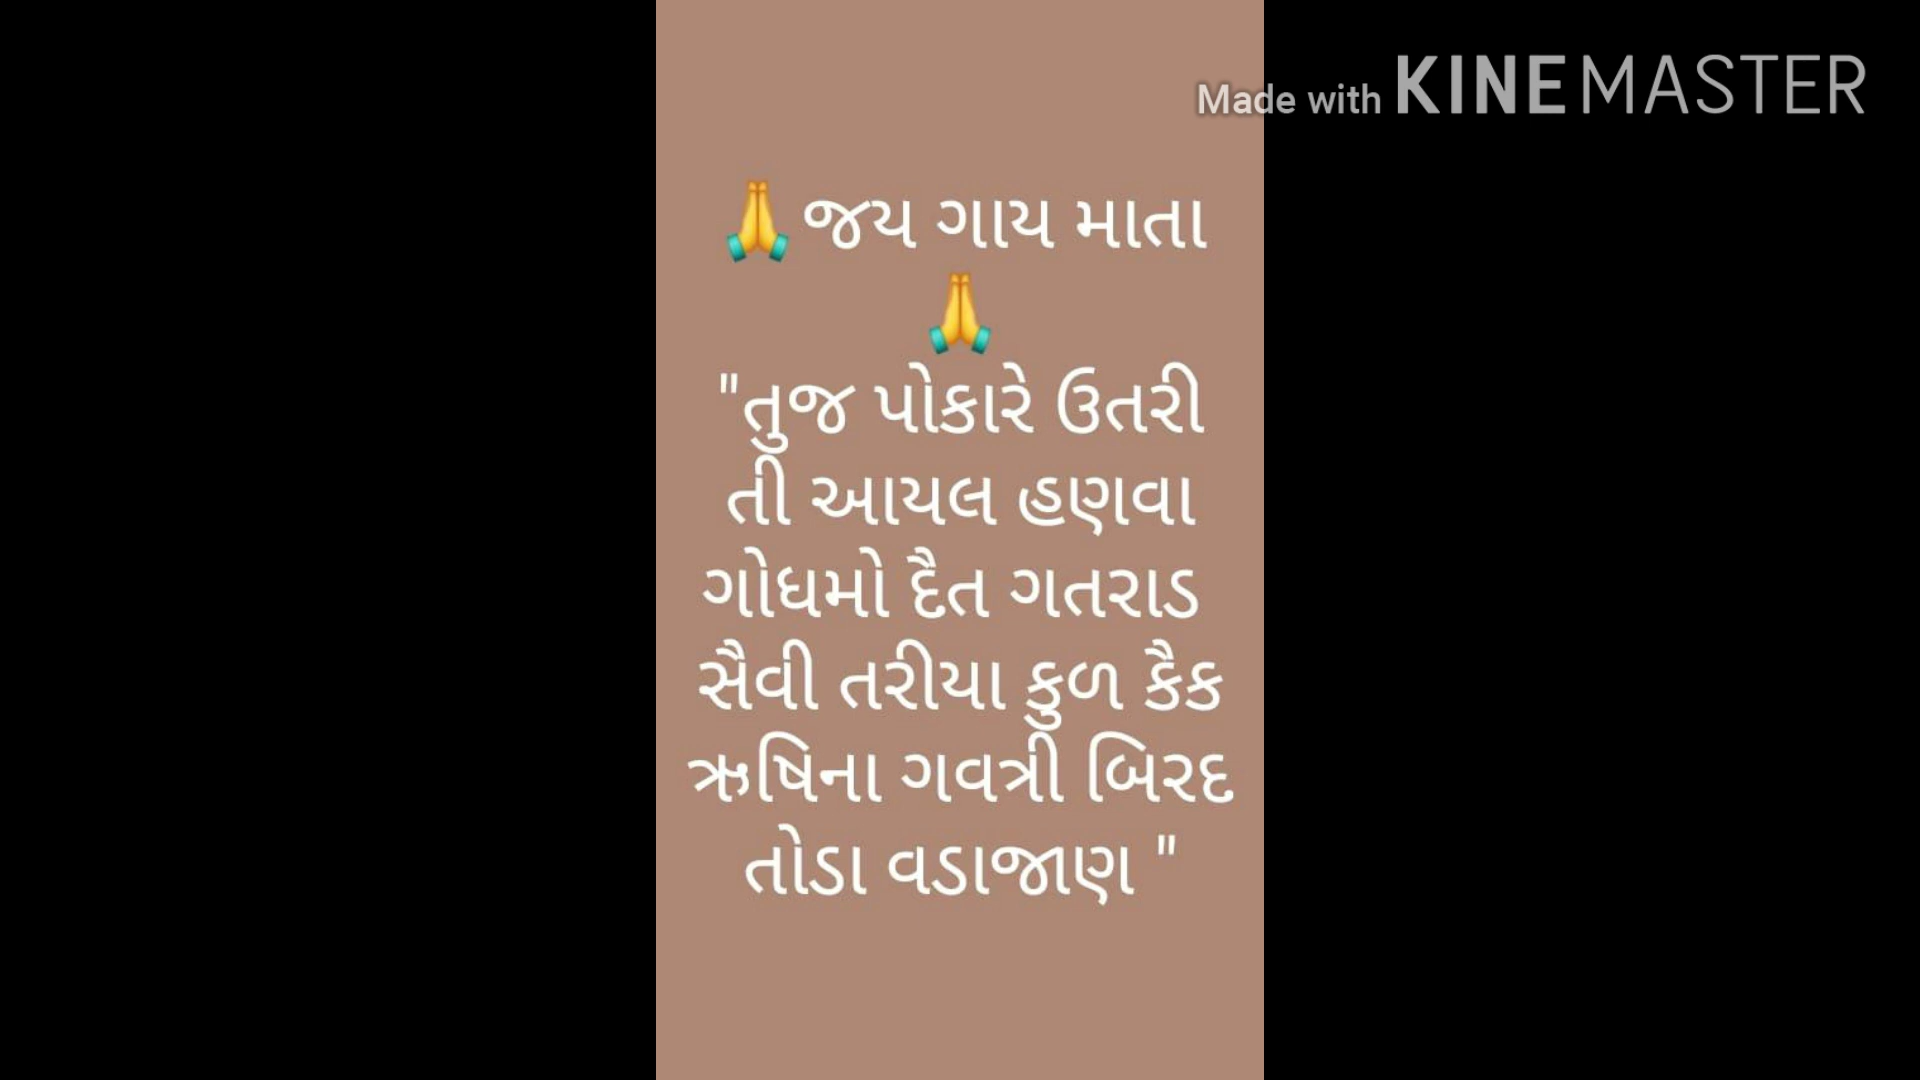 Made with KINEMASTER
🙏જય ગાય માતા
🙏
"તુજ પોકારે ઉતરી
તી આયલ હણવા
ગોધમો દૈત ગતરાડ
સૈવી તરીયા કુળ કૈક
ઋષિના ગવત્રી બિરદ
તોડા વડાજાણ "